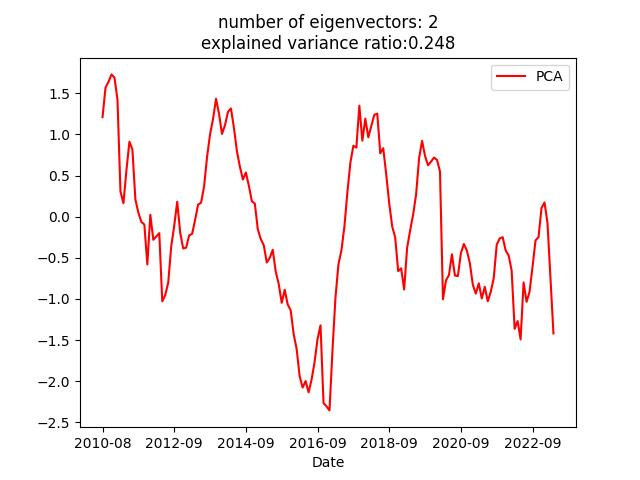 number of eigenvectors: 2
explained variance ratio:0.248
PCA
1.5
1.0
0.5
0.0
−0.5
−1.0
−1.5
−2.0
−2.5
2010-08 2012-09 2014-09 2016-09 2018-09 2020-09 2022-09
Date